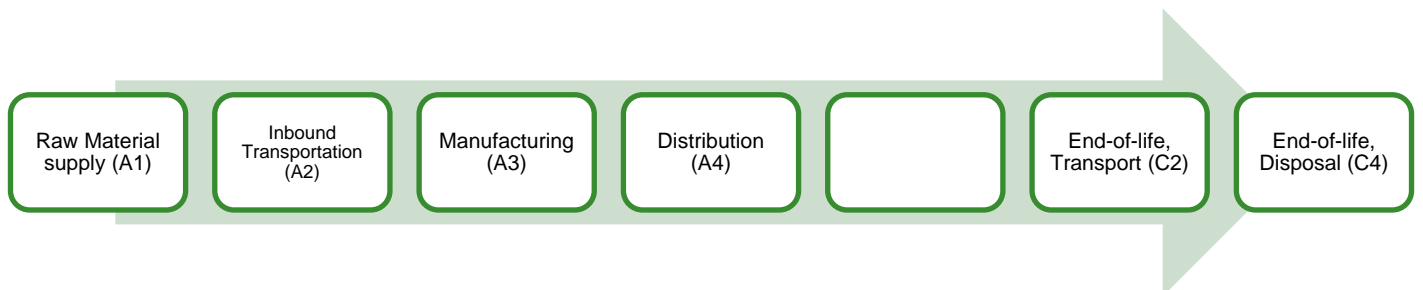 Raw Material
supply (A1)
Inbound
Transportation
(A2)
Manufacturing
(A3)
Distribution
(A4)
End-of-life,
Transport (C2)
End-of-life,
Disposal (C4)